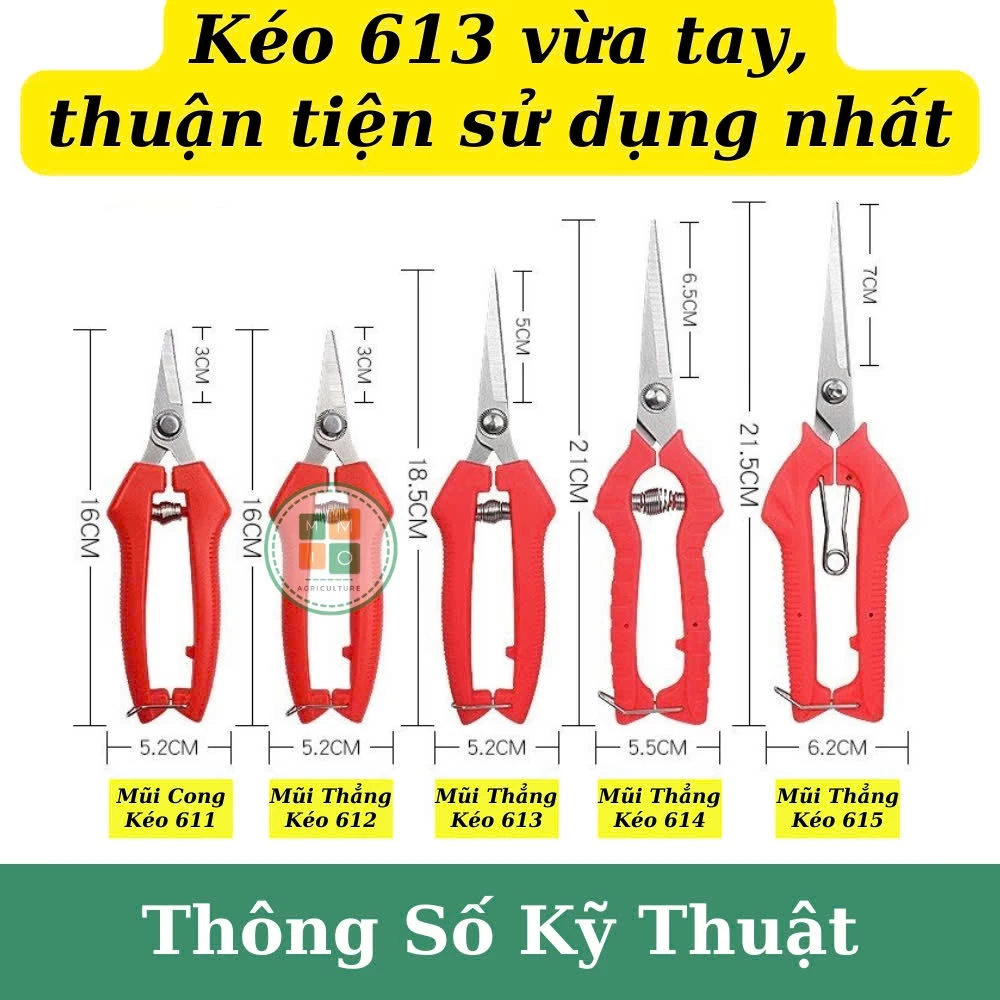 Kéo 613 vừa tay,
thuận tiện sử dụng nhất
16CM
3CM
16CM
3CM
18.5CM
5CM
21CM
6.5CM
21.5CM
7CM
M M
I O
AGRICULTURE
5.2CM
5.2CM
5.2CM
5.5CM
6.2CM
Mũi Cong
Kéo 611
Mũi Thẳng
Kéo 612
Mũi Thẳng
Kéo 613
Mũi Thẳng
Kéo 614
Mũi Thẳng
Kéo 615
Thông Số Kỹ Thuật